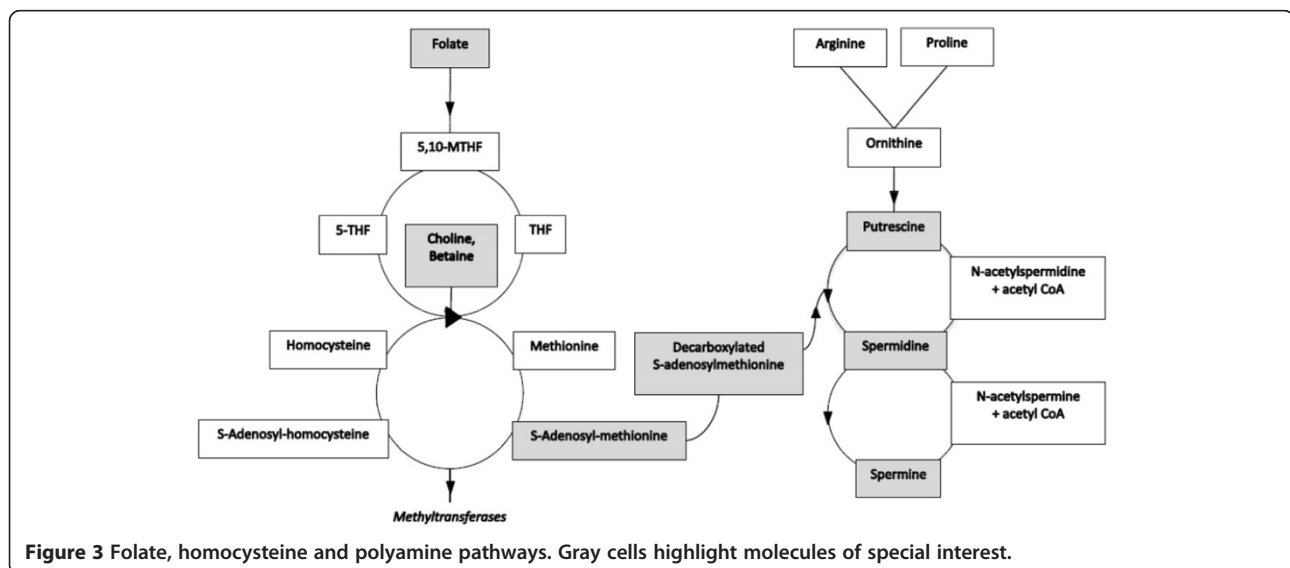 Folate
Arginine
Proline
5,10-MTHF
Ornithine
5-THF
Choline,
Betaine
THF
Putrescine
N-acetylspermidine
+ acetyl CoA
Homocysteine
Methionine
Decarboxylated
S-adenosylmethionine
Spermidine
N-acetylspermine
+ acetyl CoA
S-Adenosyl-homocysteine
S-Adenosyl-methionine
Spermine
Methyltransferases
Figure 3 Folate, homocysteine and polyamine pathways. Gray cells highlight molecules of special interest.